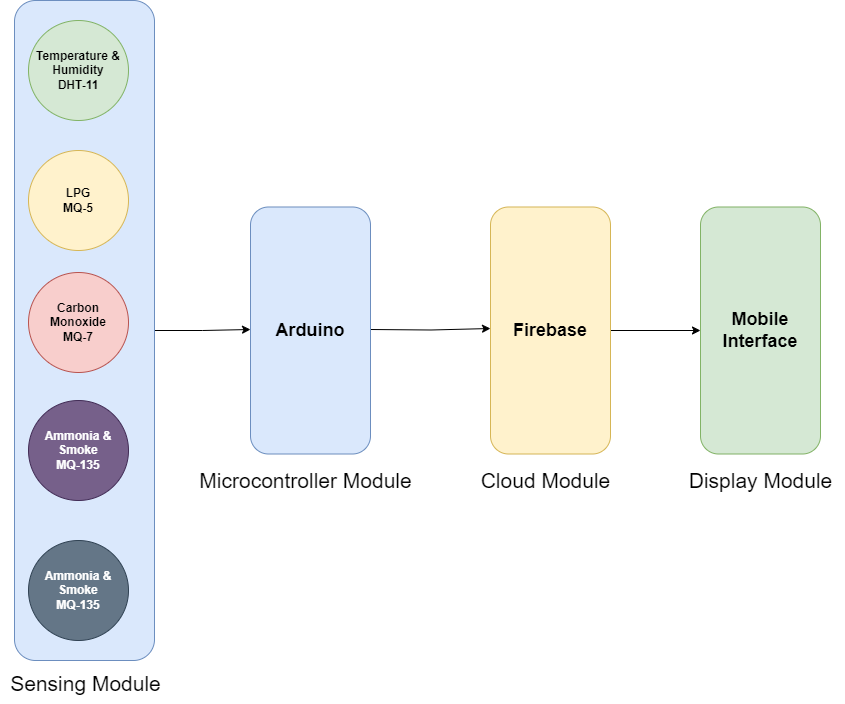 Temperature &
Humidity
DHT-11
LPG
MQ-5
Carbon
Monoxide
MQ-7
Ammonia &
Smoke
MQ-135
Ammonia &
Smoke
MQ-135
Sensing Module
Arduino
Microcontroller Module
Firebase
Cloud Module
Mobile
Interface
Display Module